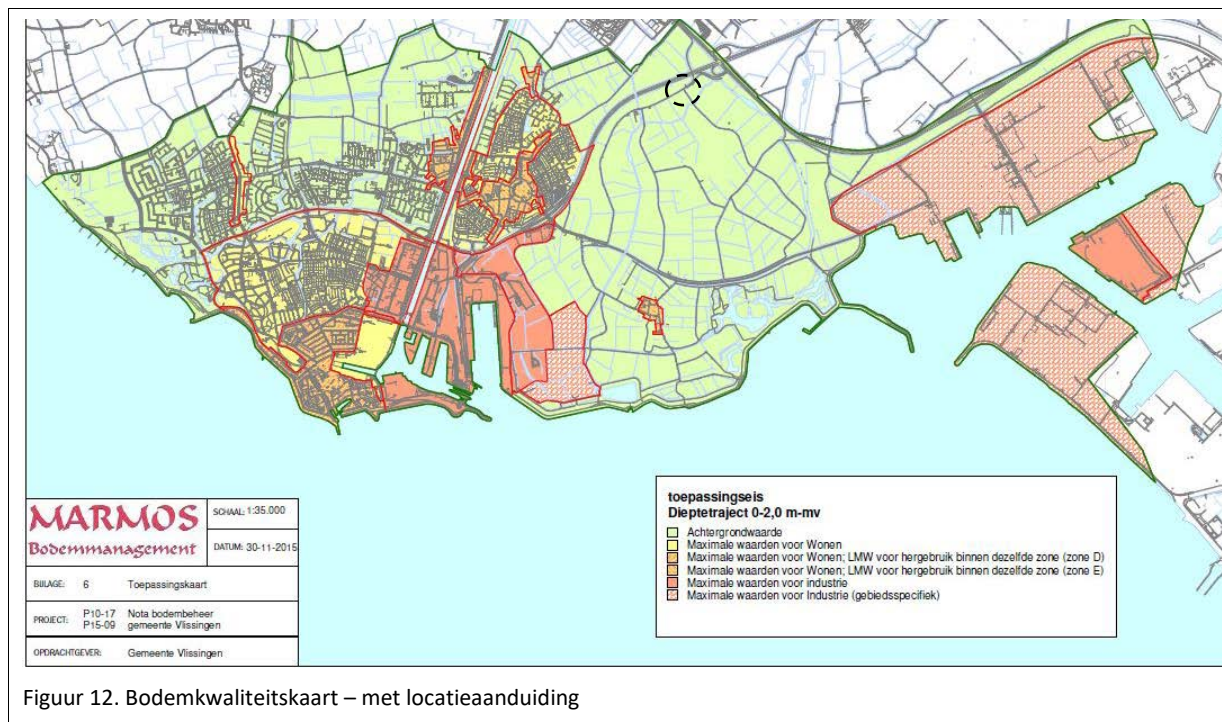 toepassingseis
Dieptetraject 0-2,0 m-mv
Achtergrondwaarde
Maximale waarden voor Wonen
Maximale waarden voor Wonen; LMW voor hergebruik binnen dezelfde zone (zone D)
Maximale waarden voor Wonen; LMW voor hergebruik binnen dezelfde zone (zone E)
Maximale waarden voor industrie
Maximale waarden voor Industrie (gebiedsspecifiek)
MARMOS
Bodemmanagement
SCHAAL: 1:35.000
DATUM: 30-11-2015
BIJLAGE: 6 Toepassingskaart
PROJECT: P10-17 Nota bodembeheer
P15-09 gemeente Vlissingen
OPDRACHTGEVER: Gemeente Vlissingen
Figuur 12. Bodemkwaliteitskaart – met locatieaanduiding